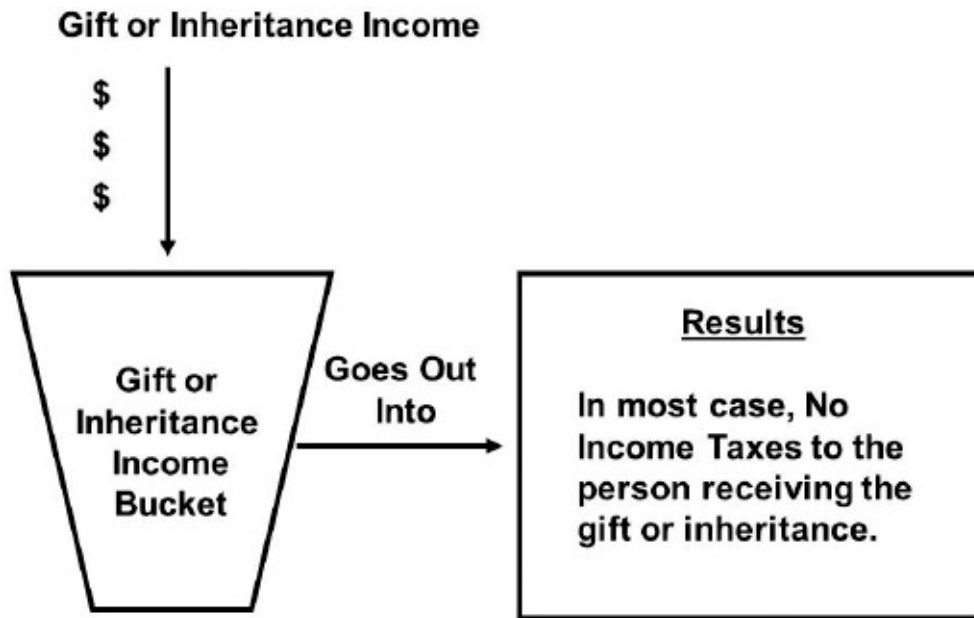 Gift or Inheritance Income
$
$
$
Gift or
Inheritance
Income
Bucket
Goes Out
Into
Results
In most case, No
Income Taxes to the
person receiving the
gift or inheritance.